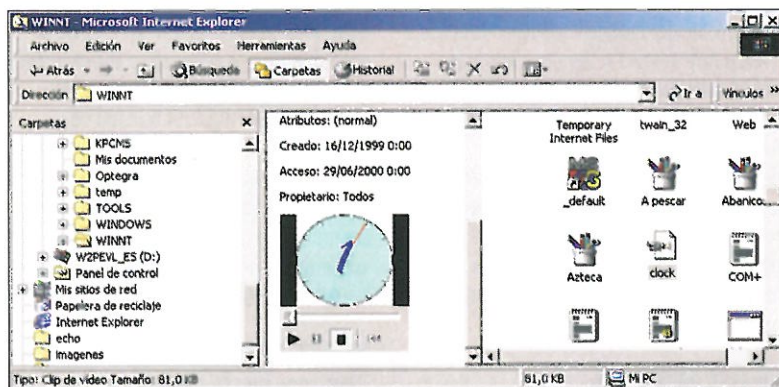 WINNT - Microsoft Internet Explorer
Archivo Edición Ver Favoritos Herramientas Ayuda
Atrás Búsqueda Carpetas Historial
Dirección WINNT Ir a Vínculos »
Carpetas
KPCMS
Mis documentos
Optegra
temp
TOOLS
WINDOWS
WINNT
W2PEVL_ES (D:)
Panel de control
Mis sitios de red
Papelera de reciclaje
Internet Explorer
echo
imagenes
Atributos: (normal)
Creado: 16/12/1999 0:00
Acceso: 29/06/2000 0:00
Propietario: Todos
1
Temporary Internet Files
twain_32
Web
_default
A pescar
Abanico
Azteca
clock
COM+
Tipo: Clip de vídeo Tamaño: 81,0 KB 81,0 KB Mi PC